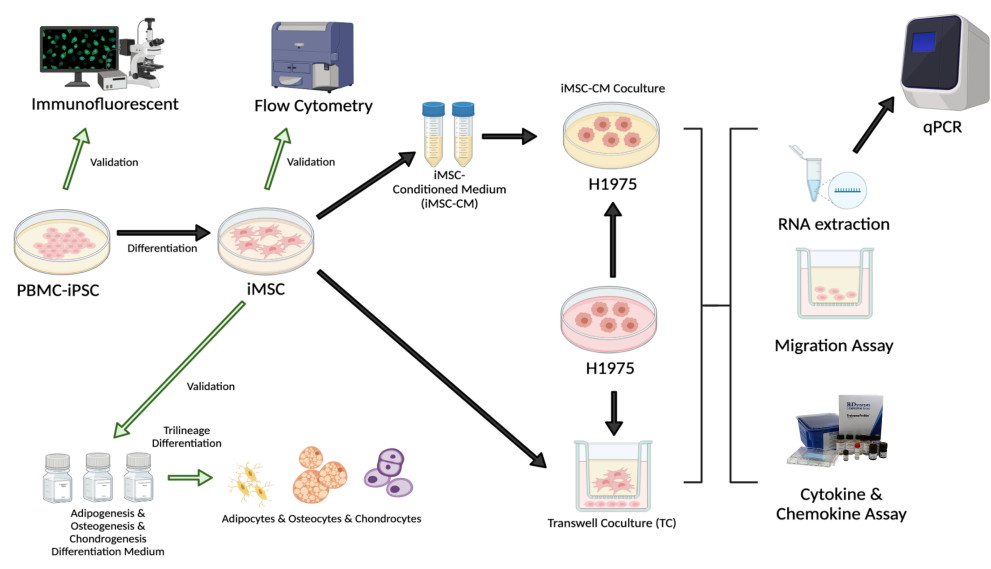 Immunofluorescent
Flow Cytometry
Validation
Validation
PBMC-iPSC
Differentiation
iMSC
iMSC-
Conditioned Medium
(iMSC-CM)
iMSC-CM Coculture
H1975
H1975
Transwell Coculture (TC)
Validation
Trilineage
Differentiation
Adipogenesis &
Osteogenesis &
Chondrogenesis
Differentiation Medium
Adipocytes & Osteocytes & Chondrocytes
qPCR
RNA extraction
Migration Assay
Cytokine &
Chemokine Assay